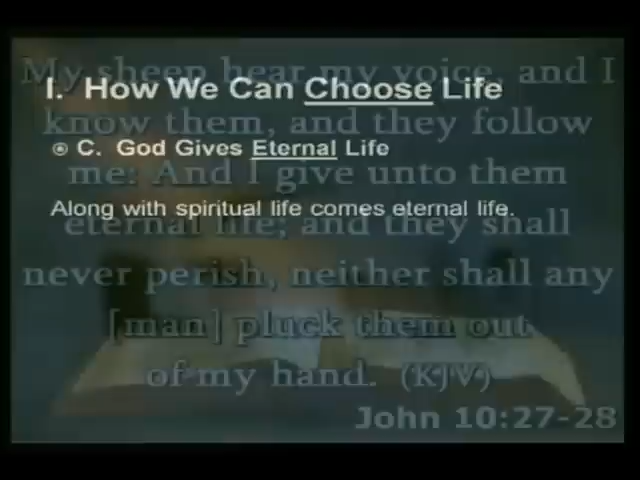 I. How We Can Choose Life
C. God Gives Eternal Life
Along with spiritual life comes eternal life.
My sheep hear my voice, and I
know them, and they follow
me: And I give unto them
eternal life; and they shall
never perish, neither shall any
[man] pluck them out
of my hand. (KJV)
John 10:27-28